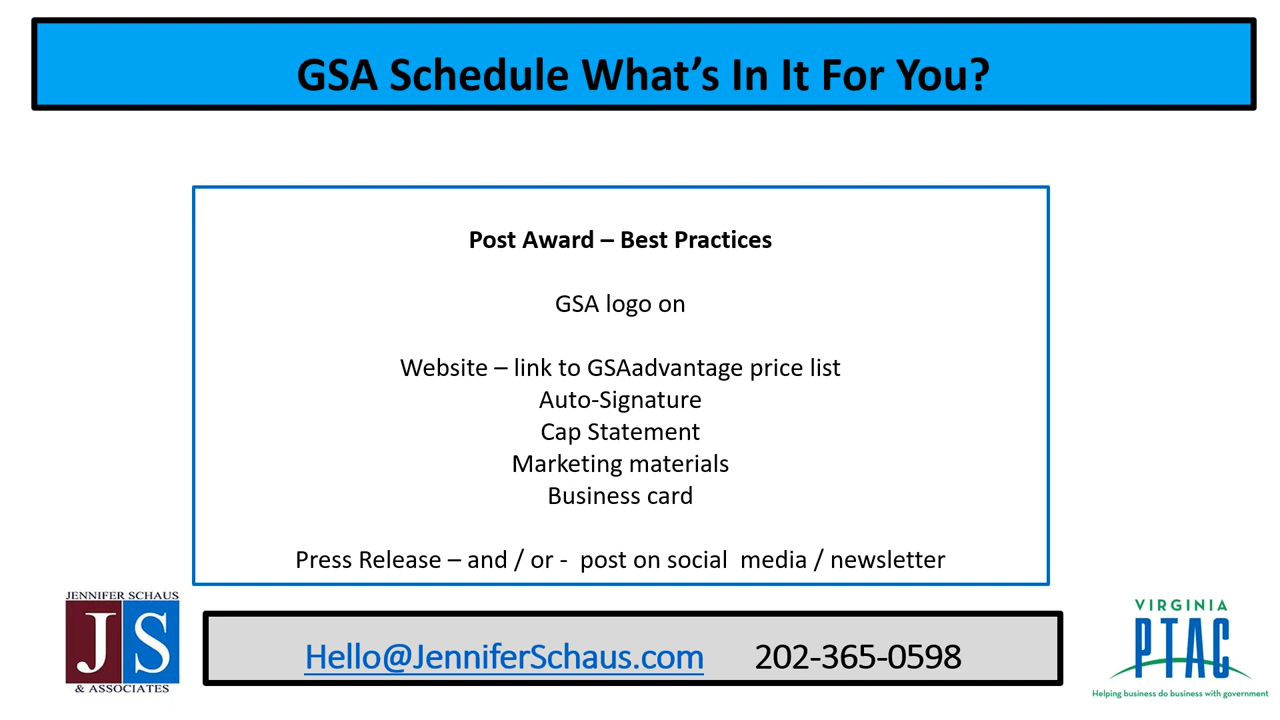 GSA Schedule What’s In It For You?
Post Award – Best Practices
GSA logo on
Website – link to GSAadvantage price list
Auto-Signature
Cap Statement
Marketing materials
Business card
Press Release – and / or -  post on social  media / newsletter
JENNIFER SCHAUS
JS
& ASSOCIATES
Hello@JenniferSchaus.com 202-365-0598
VIRGINIA
PTAC
Helping business do business with government